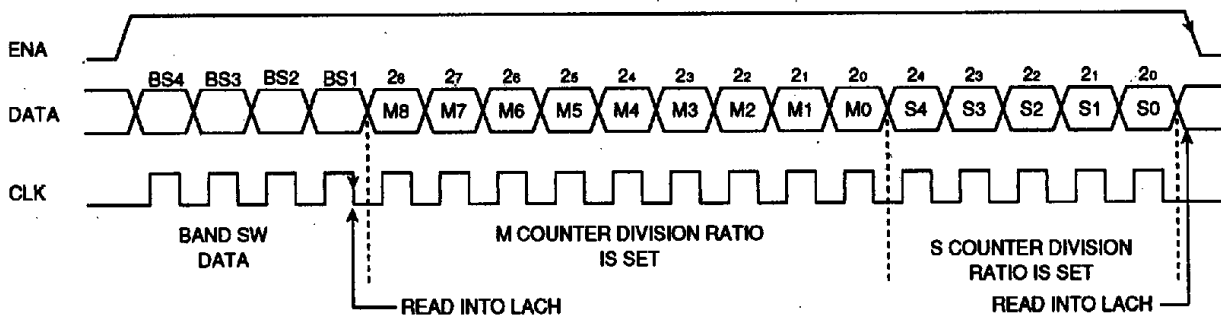 ENA
BS4 BS3 BS2 BS1 28 27 26 25 24 23 22 21 20 24 23 22 21 20
DATA M8 M7 M6 M5 M4 M3 M2 M1 M0 S4 S3 S2 S1 S0
CLK
BAND SW
DATA
M COUNTER DIVISION RATIO
IS SET
S COUNTER DIVISION
RATIO IS SET
READ INTO LACH
READ INTO LACH